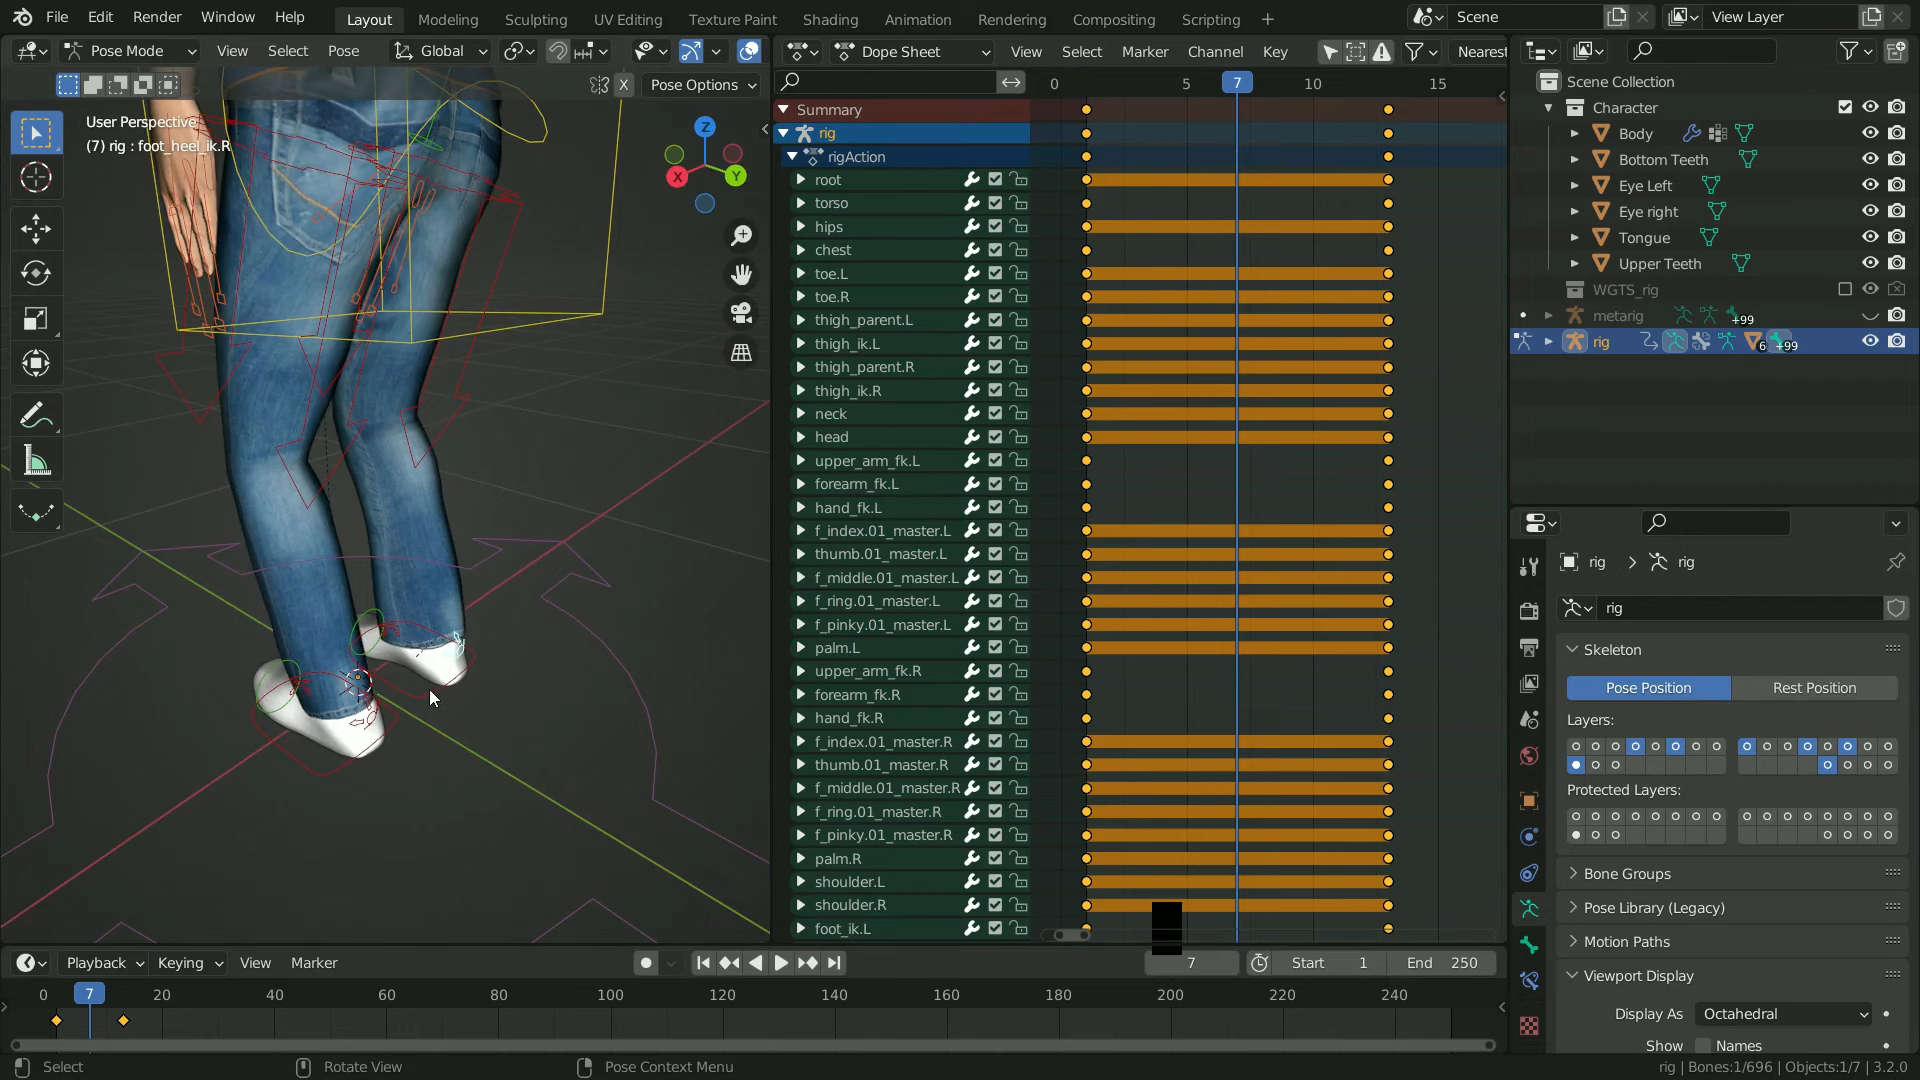 File Edit Render Window Help Layout Modeling Sculpting UV Editing Texture Paint Shading Animation Rendering Compositing Scripting + Scene View Layer
Pose Mode View Select Pose Global Dope Sheet View Select Marker Channel Key Nearest
X Pose Options 0 5 7 10 15
User Perspective
(7) rig : foot_heel_ik.R
Z
X
Y
Summary
rig
rigAction
root
torso
hips
chest
toe.L
toe.R
thigh_parent.L
thigh_ik.L
thigh_parent.R
thigh_ik.R
neck
head
upper_arm_fk.L
forearm_fk.L
hand_fk.L
f_index.01_master.L
thumb.01_master.L
f_middle.01_master.L
f_ring.01_master.L
f_pinky.01_master.L
palm.L
upper_arm_fk.R
forearm_fk.R
hand_fk.R
f_index.01_master.R
thumb.01_master.R
f_middle.01_master.R
f_ring.01_master.R
f_pinky.01_master.R
palm.R
shoulder.L
shoulder.R
foot_ik.L
Scene Collection
Character
Body
Bottom Teeth
Eye Left
Eye right
Tongue
Upper Teeth
WGTS_rig
metarig +99
rig 6 +99
rig > rig
rig
Skeleton
Pose Position Rest Position
Layers:
Protected Layers:
Bone Groups
Pose Library (Legacy)
Motion Paths
Viewport Display
Display As Octahedral
Show Names
Playback Keying View Marker 7 Start 1 End 250
0 7 20 40 60 80 100 120 140 160 180 200 220 240
Select Rotate View Pose Context Menu rig | Bones:1/696 | Objects:1/7 | 3.2.0